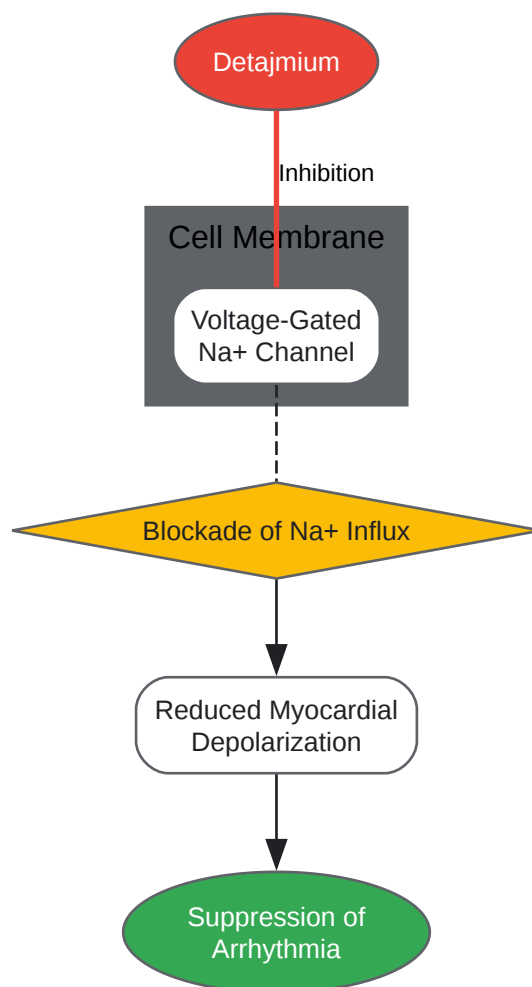 Detajmium
Inhibition
Cell Membrane
Voltage-Gated
Na+ Channel
Blockade of Na+ Influx
Reduced Myocardial
Depolarization
Suppression of
Arrhythmia